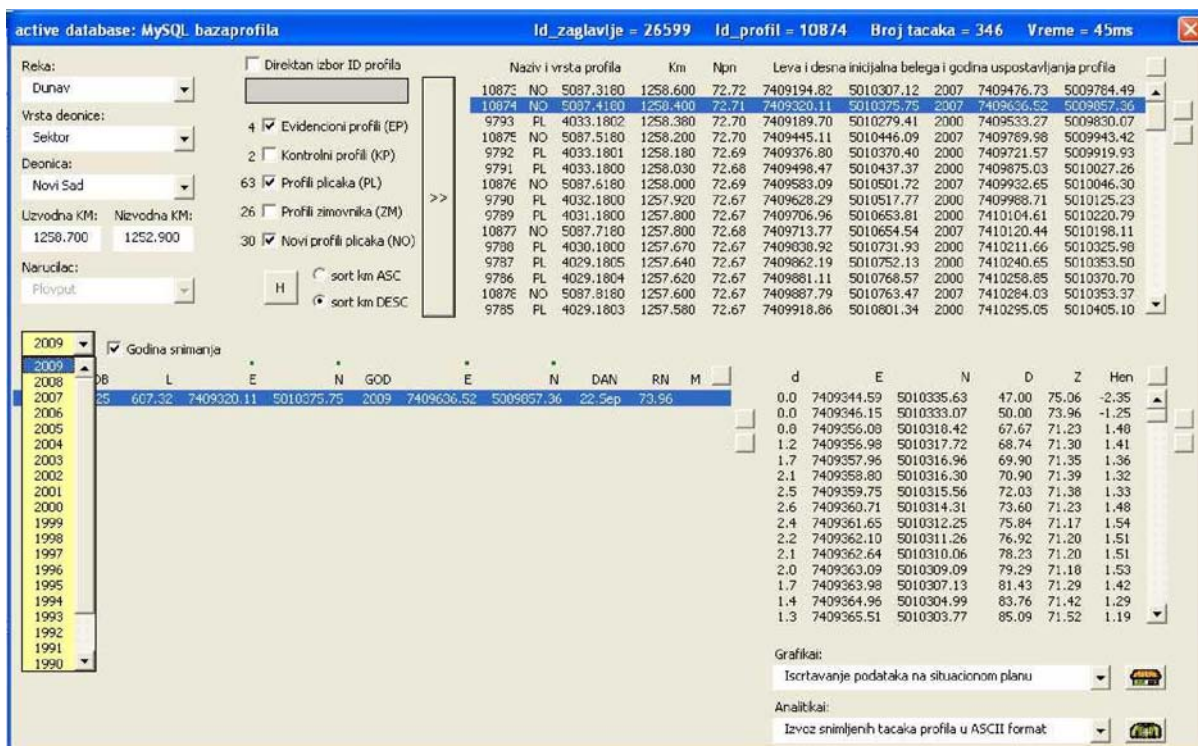 active database: MySQL bazaprofila Id_zaglavlje = 26599 Id_profil = 10874 Broj tacaka = 346 Vreme = 45ms
Reka:
Dunav
Vrsta deonice:
Sektor
Deonica:
Novi Sad
Uzvodna KM: Nizvodna KM:
1258.700 1252.900
Narucilac:
Plovput
Direktan izbor ID profila
4 Evidencioni profili (EP)
2 Kontrolni profili (KP)
63 Profili plicaka (PL)
26 Profili zimovnika (ZM)
30 Novi profili plicaka (NO)
H
sort km ASC
sort km DESC
>>
Naziv i vrsta profila Km Npn Leva i desna inicijalna belega i godina uspostavljanja profila
10873 NO 5087.3180 1258.600 72.72 7409194.82 5010307.12 2007 7409476.73 5009784.49
10874 NO 5087.4180 1258.400 72.71 7409320.11 5010375.75 2007 7409636.52 5009857.36
9793 PL 4033.1802 1258.380 72.70 7409189.70 5010279.41 2000 7409533.27 5009830.07
10875 NO 5087.5180 1258.200 72.70 7409445.11 5010446.09 2007 7409789.98 5009943.42
9792 PL 4033.1801 1258.180 72.69 7409376.80 5010370.40 2000 7409721.57 5009919.93
9791 PL 4033.1800 1258.030 72.68 7409498.47 5010437.37 2000 7409875.03 5010027.26
10876 NO 5087.6180 1258.000 72.69 7409583.09 5010501.72 2007 7409932.65 5010046.30
9790 PL 4032.1800 1257.920 72.67 7409628.29 5010517.77 2000 7409988.71 5010125.23
9789 PL 4031.1800 1257.800 72.67 7409706.96 5010653.81 2000 7410104.61 5010220.79
10877 NO 5087.7180 1257.800 72.68 7409713.77 5010654.54 2007 7410120.44 5010198.11
9788 PL 4030.1800 1257.670 72.67 7409838.92 5010731.93 2000 7410211.66 5010325.98
9787 PL 4029.1805 1257.640 72.67 7409862.19 5010752.13 2000 7410240.65 5010353.50
9786 PL 4029.1804 1257.620 72.67 7409881.11 5010768.57 2000 7410258.85 5010370.70
10878 NO 5087.8180 1257.600 72.67 7409887.79 5010763.47 2007 7410284.03 5010353.37
9785 PL 4029.1803 1257.580 72.67 7409918.86 5010801.34 2000 7410295.05 5010405.10
2009
Godina snimanja
2009
2008
2007
2006
2005
2004
2003
2002
2001
2000
1999
1998
1997
1996
1995
1994
1993
1992
1991
1990
L E N GOD E N DAN RN M
25 607.32 7409320.11 5010375.75 2009 7409636.52 5009857.36 22.Sep 73.96
d E N D Z Hen
0.0 7409344.59 5010335.63 47.00 75.06 -2.35
0.0 7409346.15 5010333.07 50.00 73.96 -1.25
0.8 7409356.08 5010318.42 67.67 71.23 1.48
1.2 7409356.98 5010317.72 68.74 71.30 1.41
1.7 7409357.96 5010316.96 69.90 71.35 1.36
2.1 7409358.80 5010316.30 70.90 71.39 1.32
2.5 7409359.75 5010315.56 72.03 71.38 1.33
2.6 7409360.71 5010314.31 73.60 71.23 1.48
2.4 7409361.65 5010312.25 75.84 71.17 1.54
2.2 7409362.10 5010311.26 76.92 71.20 1.51
2.1 7409362.64 5010310.06 78.23 71.20 1.51
2.0 7409363.09 5010309.09 79.29 71.18 1.53
1.7 7409363.98 5010307.13 81.43 71.29 1.42
1.4 7409364.96 5010304.99 83.76 71.42 1.29
1.3 7409365.51 5010303.77 85.09 71.52 1.19
Grafikai:
Iscrtavanje podataka na situacionom planu
Analitikai:
Izvoz snimljenih tacaka profila u ASCII format